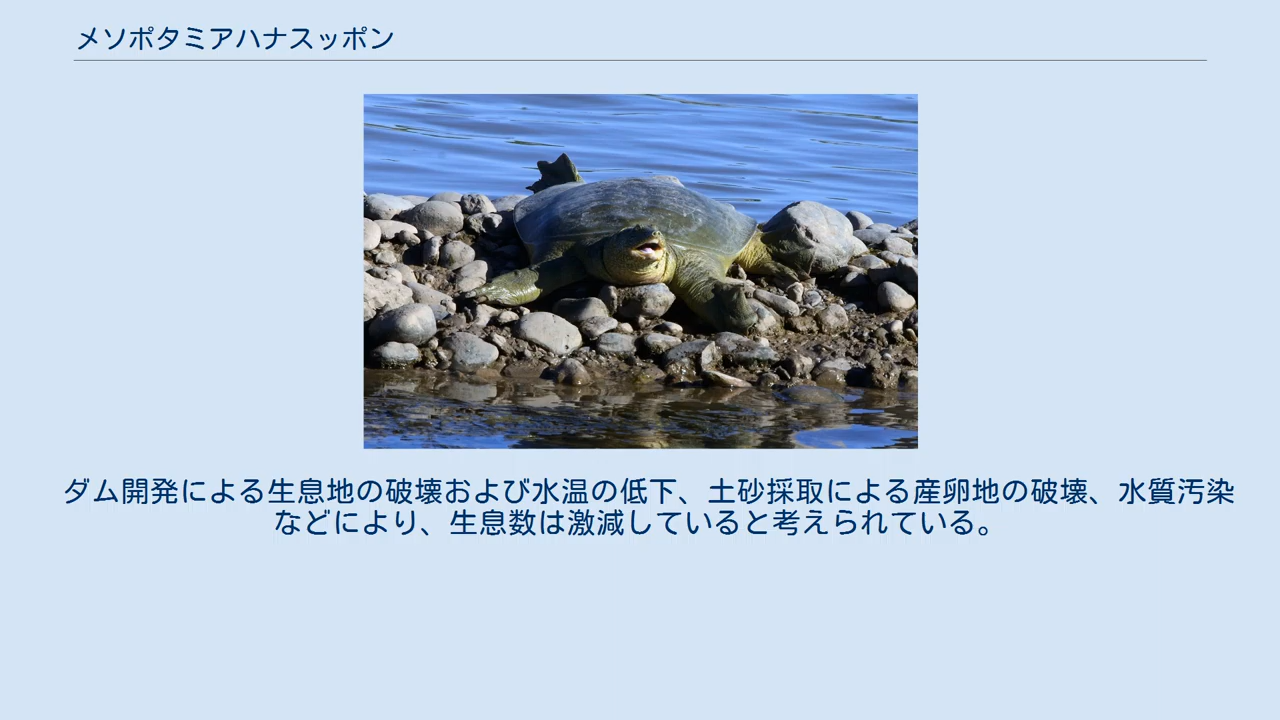 メソポタミアハナスッポン
ダム開発による生息地の破壊および水温の低下、土砂採取による産卵地の破壊、水質汚染
などにより、生息数は激減していると考えられている。